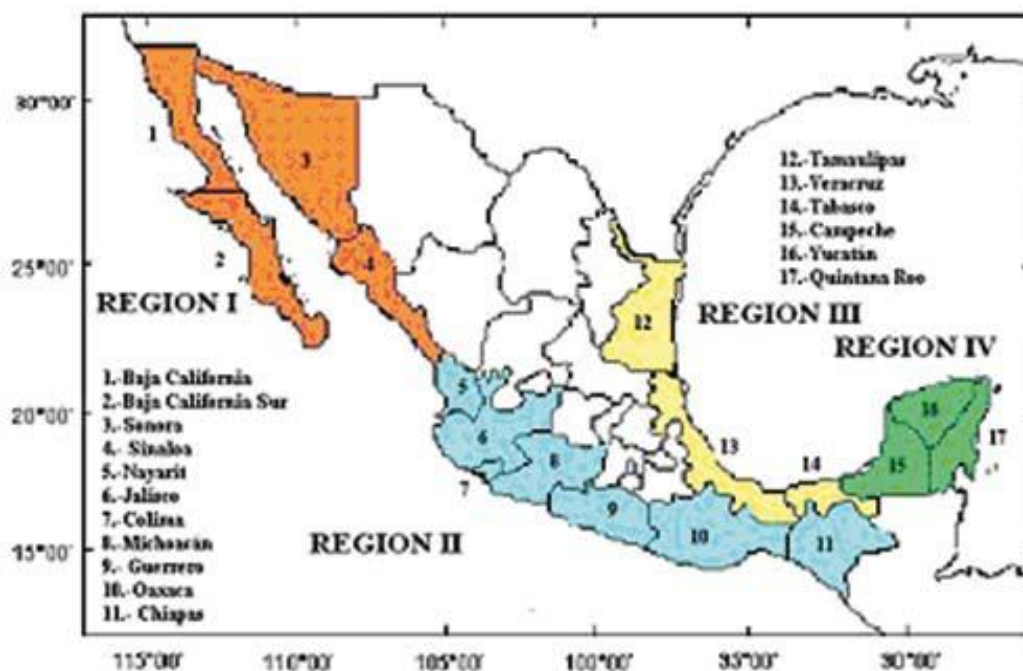 30°00'
25°00'
20°00'
15°00'
1
2
3
4
REGION I
12.-Tamaulipas
13.-Veracruz
14.-Tabasco
15.-Campeche
16.-Yucatán
17.-Quintana Roo
REGION III
12
REGION IV
1.-Baja California
2.-Baja California Sur
3.-Sonora
4.- Sinaloa
5.-Nayarit
6.-Jalisco
7.-Colima
8.-Michoacán
9.- Guerrero
10.-Oaxaca
11.- Chiapas
5
6
7
8
9
10
11
13
14
15
16
17
REGION II
115°00'
110°00'
105°00'
100°00'
95°00'
90°00'